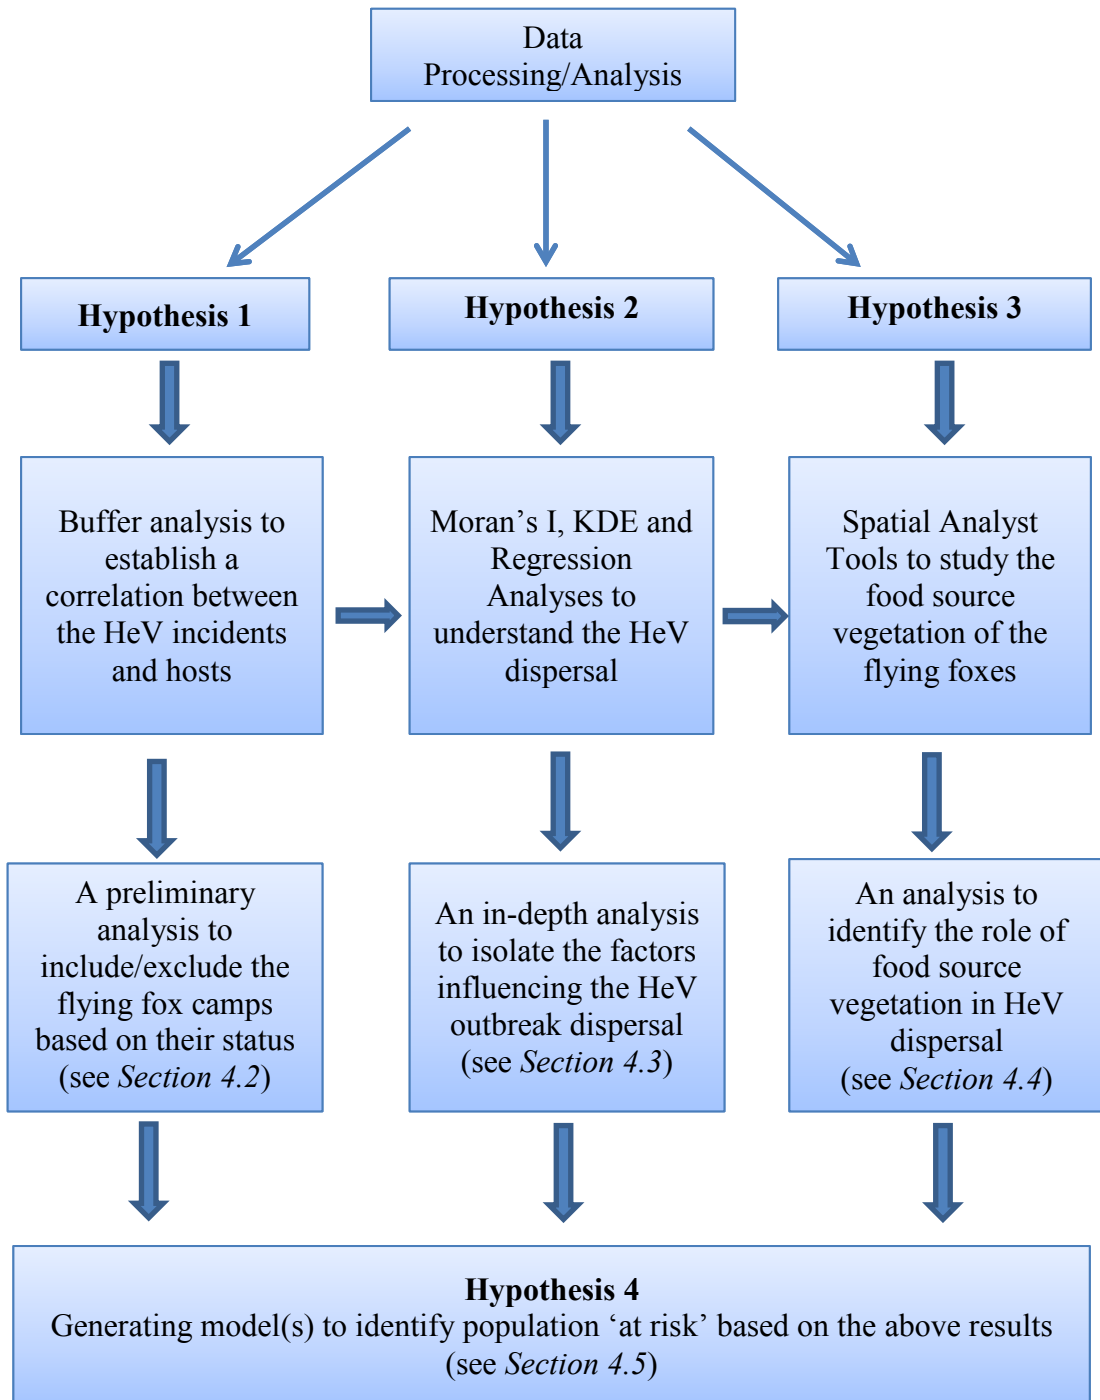 Data
Processing/Analysis
Hypothesis 1
Hypothesis 2
Hypothesis 3
Buffer analysis to
establish a
correlation between
the HeV incidents
and hosts
Moran’s I, KDE and
Regression
Analyses to
understand the HeV
dispersal
Spatial Analyst
Tools to study the
food source
vegetation of the
flying foxes
A preliminary
analysis to
include/exclude the
flying fox camps
based on their status
(see Section 4.2)
An in-depth analysis
to isolate the factors
influencing the HeV
outbreak dispersal
(see Section 4.3)
An analysis to
identify the role of
food source
vegetation in HeV
dispersal
(see Section 4.4)
Hypothesis 4
Generating model(s) to identify population ‘at risk’ based on the above results
(see Section 4.5)